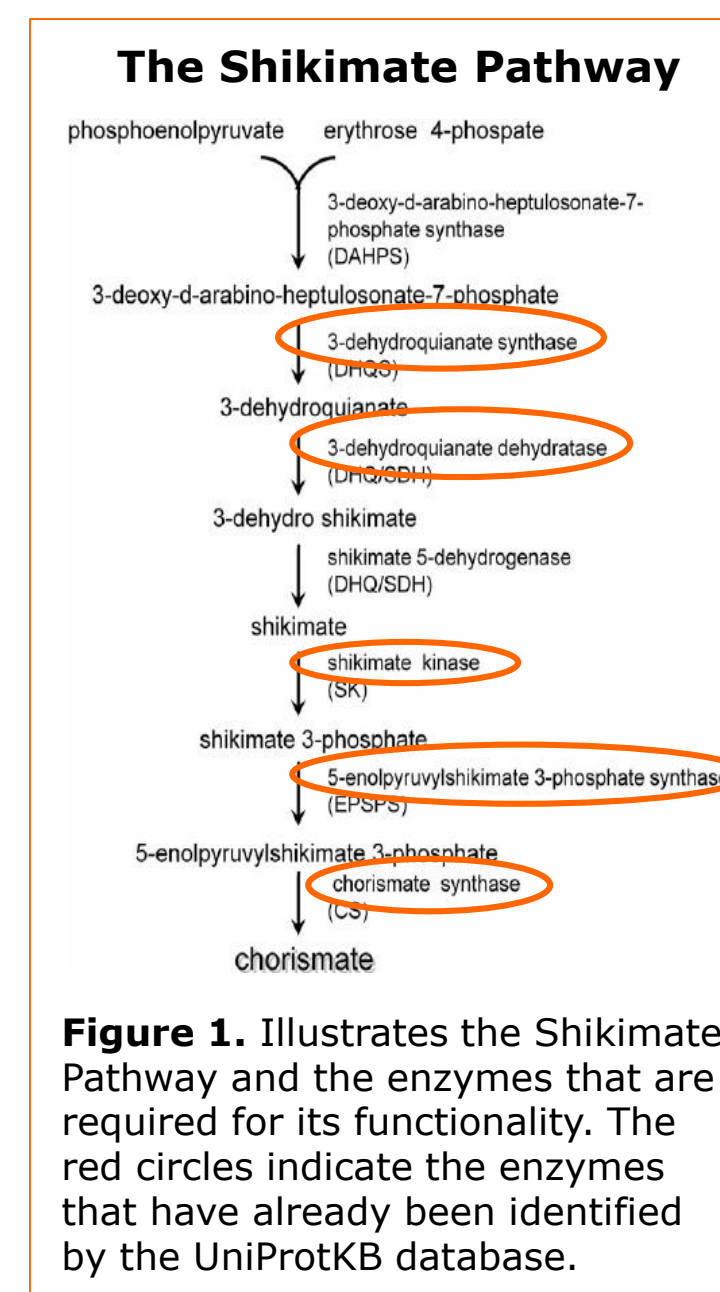 The Shikimate Pathway
phosphoenolpyruvate erythrose 4-phospate
3-deoxy-d-arabino-heptulosonate-7-
phosphate synthase
(DAHPS)
3-deoxy-d-arabino-heptulosonate-7-phosphate
3-dehydroquianate synthase
(DHQS)
3-dehydroquianate
3-dehydroquianate dehydratase
(DHQ/SDH)
3-dehydro shikimate
shikimate 5-dehydrogenase
(DHQ/SDH)
shikimate
shikimate kinase
(SK)
shikimate 3-phosphate
5-enolpyruvylshikimate 3-phosphate synthase
(EPSPS)
5-enolpyruvylshikimate 3-phosphate
chorismate synthase
(CS)
chorismate
Figure 1. Illustrates the Shikimate
Pathway and the enzymes that are
required for its functionality. The
red circles indicate the enzymes
that have already been identified
by the UniProtKB database.